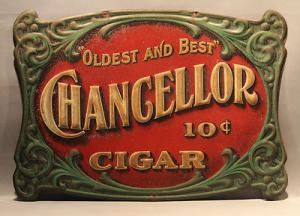 "OLDEST AND BEST"
CHANCELLOR
10¢
CIGAR